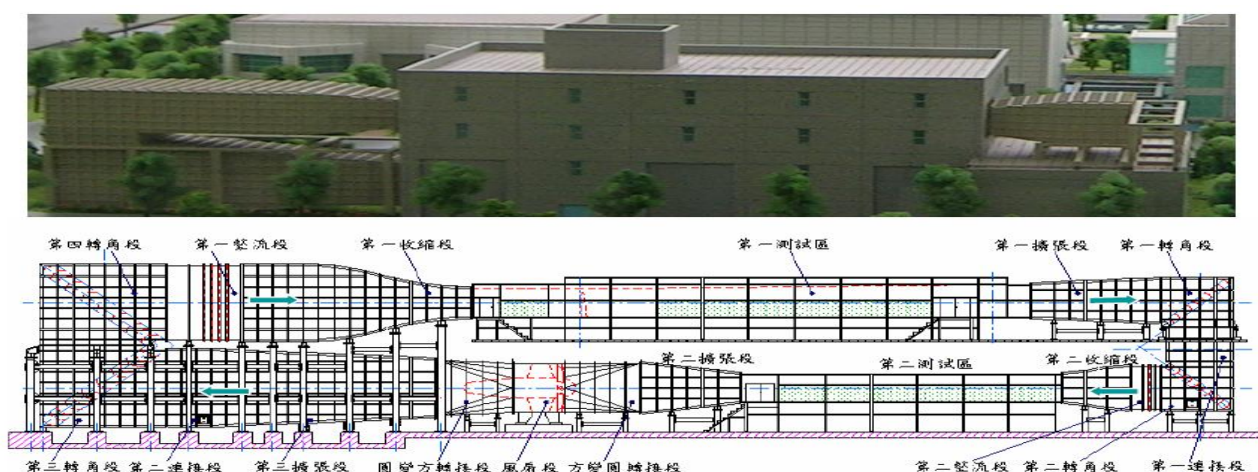 第四轉角段 第一整流段 第一收縮段 第一測試區 第一擴張段 第一轉角段
第二擴張段 第二測試區 第二收縮段
第三轉角段 第二連接段 第三擴張段 圓變方轉接段 風扇段 方變圓轉接段 第二整流段 第二轉角段 第一連接段